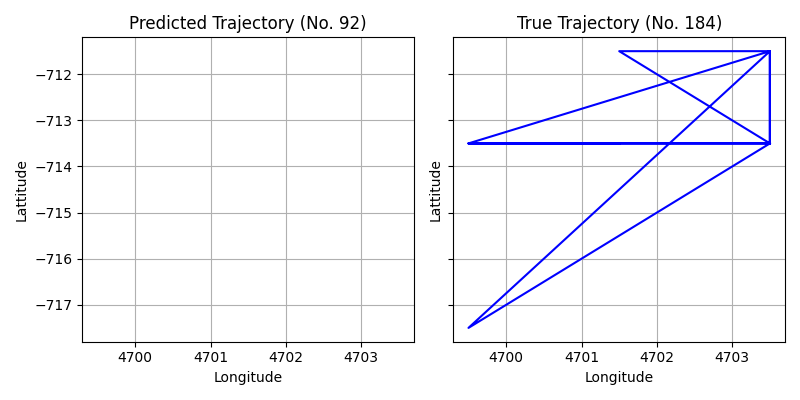 Predicted Trajectory (No. 92)
True Trajectory (No. 184)
−712
−713
−714
−715
−716
−717
Lattitude
Lattitude
4700 4701 4702 4703
4700 4701 4702 4703
Longitude
Longitude